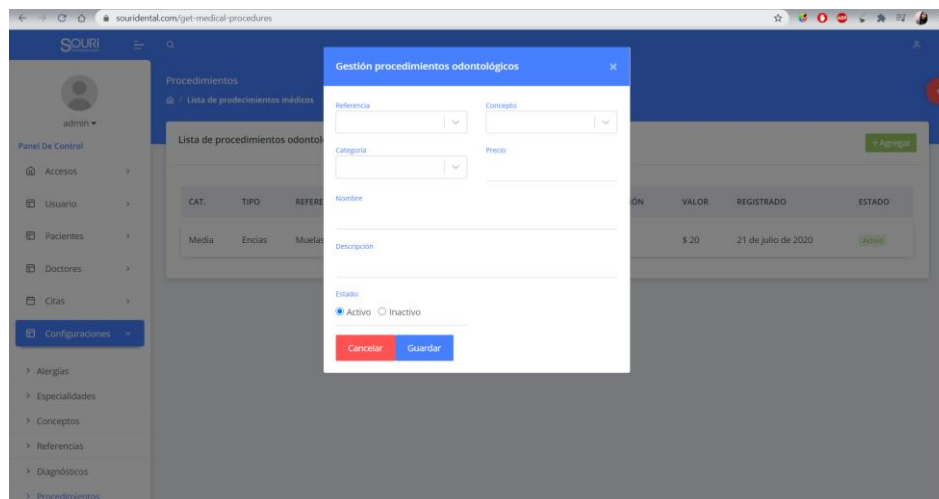 souridental.com/get-medical-procedures
SOURI
admin
Panel De Control
Accesos
Usuario
Pacientes
Doctores
Citas
Configuraciones
Alergias
Especialidades
Conceptos
Referencias
Diagnósticos
Procedimientos
Procedimientos
/ Lista de prodecimientos médicos
Lista de procedimientos odontol
+ Agregar
CAT. TIPO REFERE ÓN VALOR REGISTRADO ESTADO
Media Encias Muelas $ 20 21 de julio de 2020 Activo
Gestión procedimientos odontológicos ×
Referencia Concepto
Categoría Precio
Nombre
Descripción
Estado:
Activo Inactivo
Cancelar Guardar